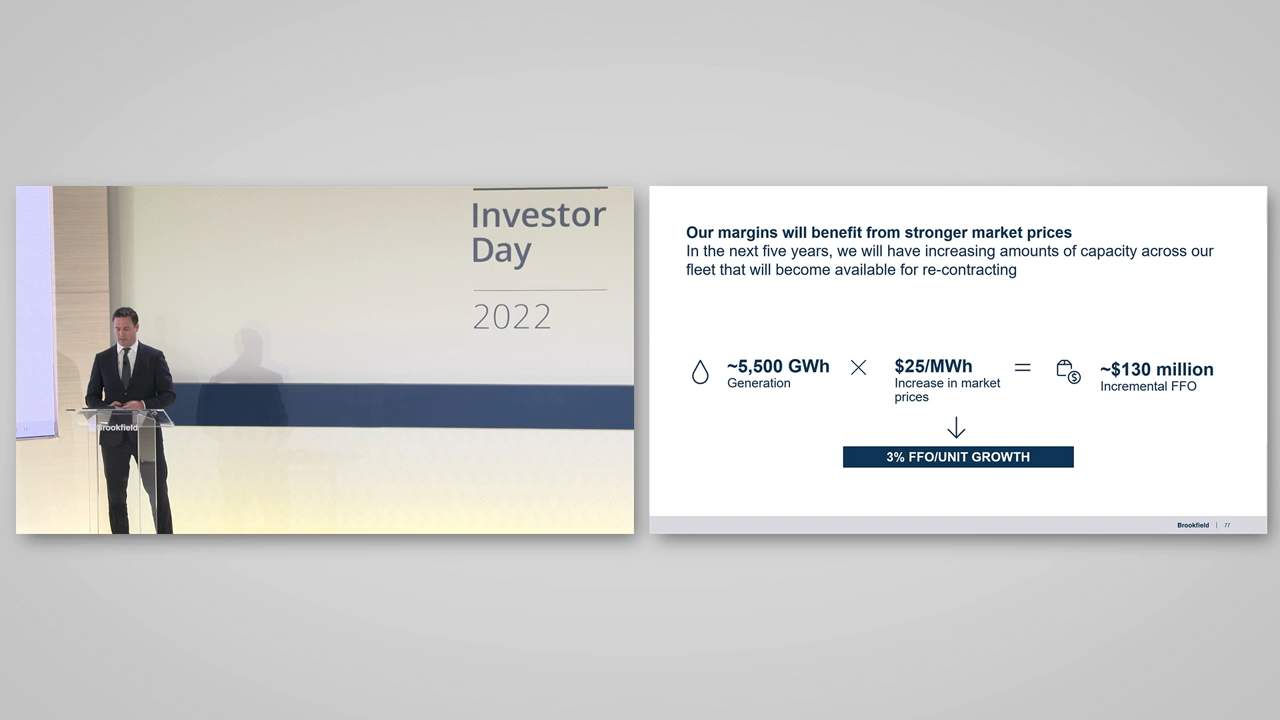 Investor
Day
2022
Brookfield
Our margins will benefit from stronger market prices
In the next five years, we will have increasing amounts of capacity across our
fleet that will become available for re-contracting
~5,500 GWh
Generation
$25/MWh
Increase in market
prices
~$130 million
Incremental FFO
3% FFO/UNIT GROWTH
Brookfield | 77